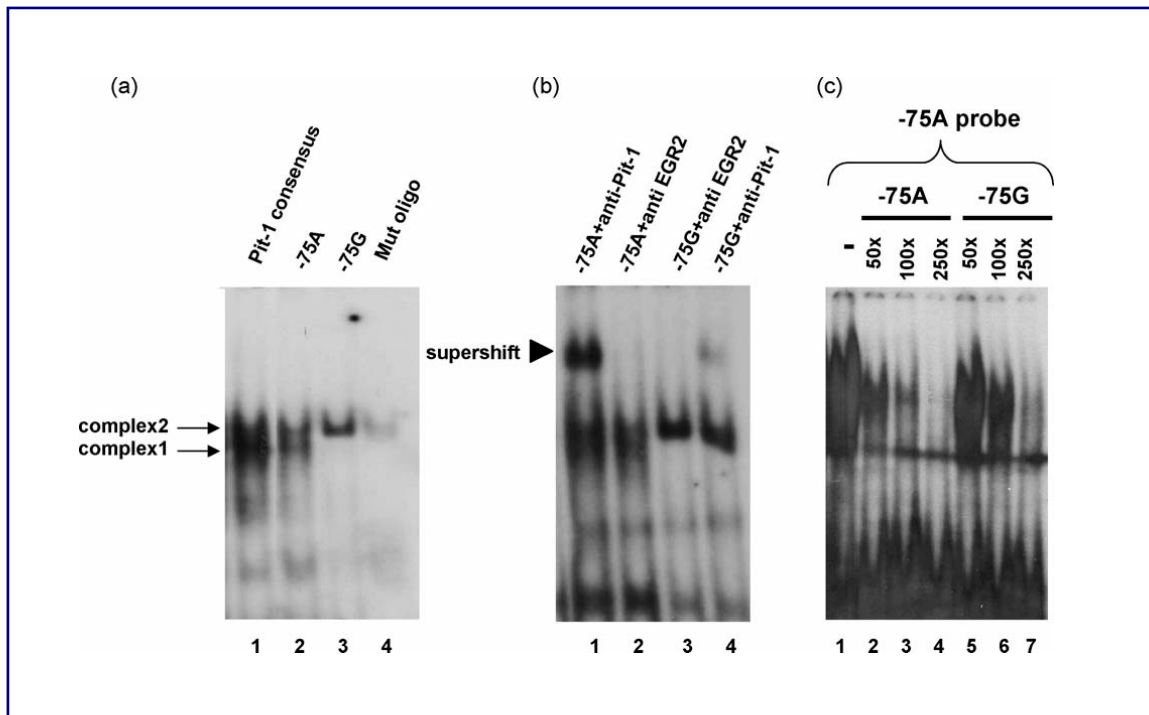 (a)
Pit-1 consensus
-75A
-75G
Mut oligo
complex2
complex1
1 2 3 4
(b)
-75A+anti-Pit-1
-75A+anti EGR2
-75G+anti EGR2
-75G+anti-Pit-1
supershift
1 2 3 4
(c)
-75A probe
-75A -75G
- 50x 100x 250x 50x 100x 250x
1 2 3 4 5 6 7